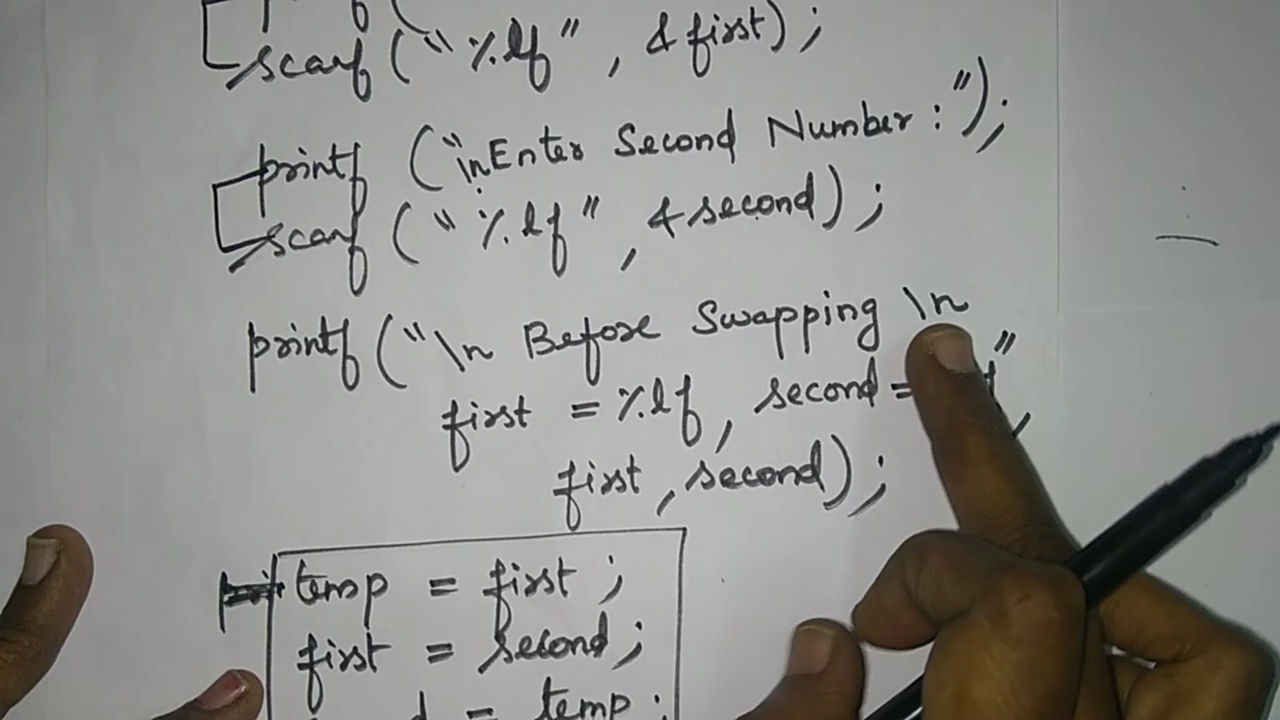 scanf ("%lf", &first);
printf ("\nEnter Second Number:");
scanf ("%lf", &second);
printf ("\n Before Swapping \n
first = %lf, second = ",
first, second);
temp = first;
first = second;
= temp;